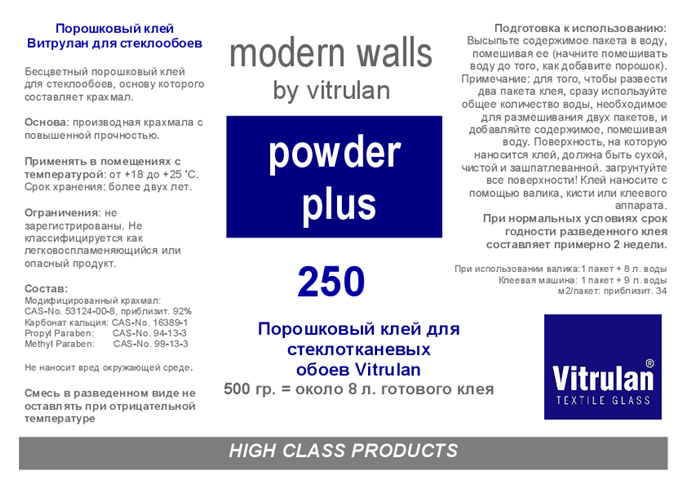 Порошковый клей
Витрулан для стеклообоев
Бесцветный порошковый клей
для стеклообоев, основу которого
составляет крахмал.
Основа: производная крахмала с
повышенной прочностью.
Применять в помещениях с
температурой: от +18 до +25 °С.
Срок хранения: более двух лет.
Ограничения: не
зарегистрированы. Не
классифицируется как
легковоспламеняющийся или
опасный продукт.
Состав:
Модифицированный крахмал:
CAS-No. 53124-00-8, приблизит. 92%
Карбонат кальция: CAS-No. 16389-1
Propyl Paraben: CAS-No. 94-13-3
Methyl Paraben: CAS-No. 99-13-3
Не наносит вред окружающей среде.
Смесь в разведенном виде не
оставлять при отрицательной
температуре
modern walls
by vitrulan
powder
plus
250
Порошковый клей для
стеклотканевых
обоев Vitrulan
500 гр. = около 8 л. готового клея
Подготовка к использованию:
Высыпьте содержимое пакета в воду,
помешивая ее (начните помешивать
воду до того, как добавите порошок).
Примечание: для того, чтобы развести
два пакета клея, сразу используйте
общее количество воды, необходимое
для размешивания двух пакетов, и
добавляйте содержимое, помешивая
воду. Поверхность, на которую
наносится клей, должна быть сухой,
чистой и зашпатлеванной. загрунтуйте
все поверхности! Клей наносите с
помощью валика, кисти или клеевого
аппарата.
При нормальных условиях срок
годности разведенного клея
составляет примерно 2 недели.
При использовании валика:1 пакет + 8 л. воды
Клеевая машина: 1 пакет + 9 л. воды
м2/пакет: приблизит. 34
Vitrulan®
TEXTILE GLASS
HIGH CLASS PRODUCTS